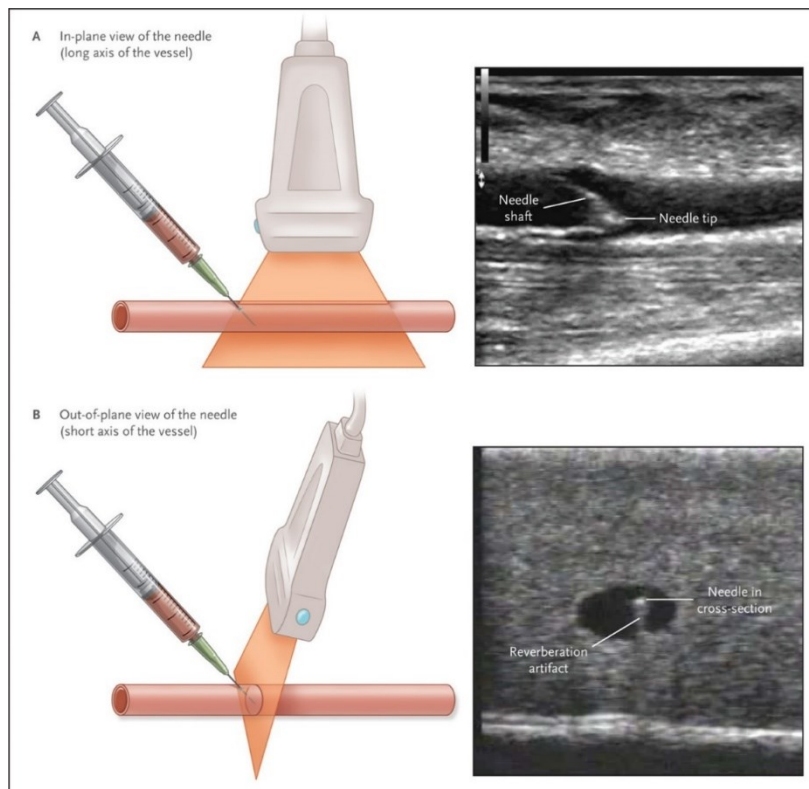 A In-plane view of the needle
(long axis of the vessel)
Needle
shaft
Needle tip
B Out-of-plane view of the needle
(short axis of the vessel)
Needle in
cross-section
Reverberation
artifact